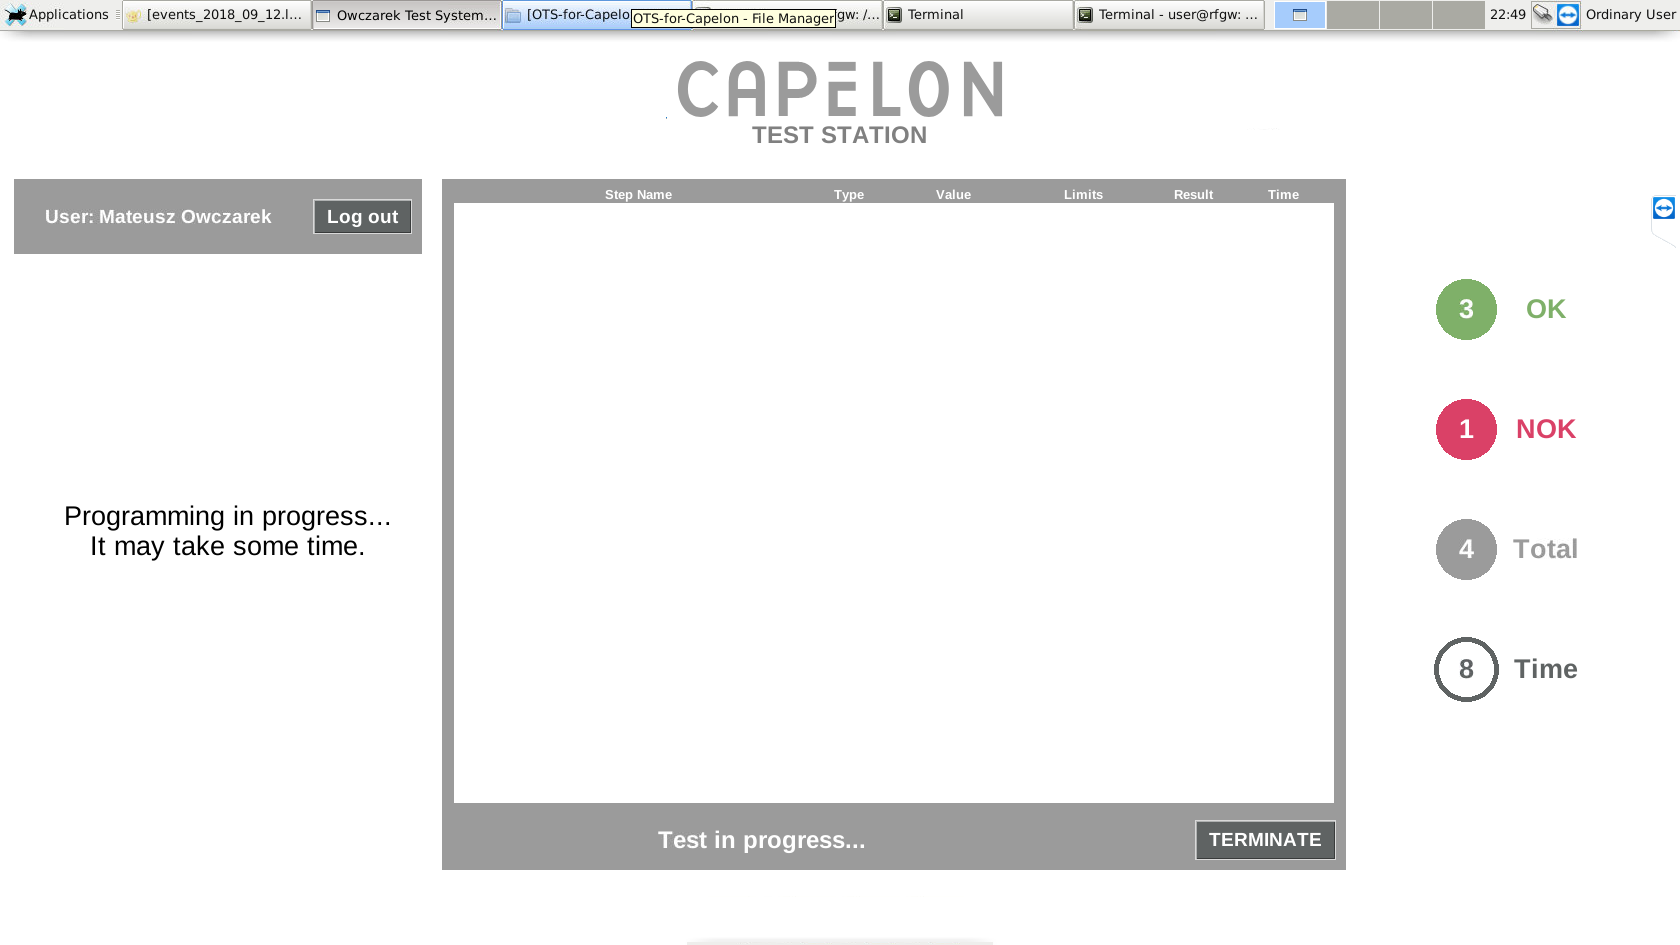 Applications
[events_2018_09_12.l...
Owczarek Test System...
[OTS-for-Capelo
OTS-for-Capelon - File Manager
gw: /...
Terminal
Terminal - user@rfgw: ...
22:49
Ordinary User
CAPELON
TEST STATION
User: Mateusz Owczarek
Log out
Step Name Type Value Limits Result Time
3 OK
1 NOK
Programming in progress...
It may take some time.
4 Total
8 Time
Test in progress...
TERMINATE